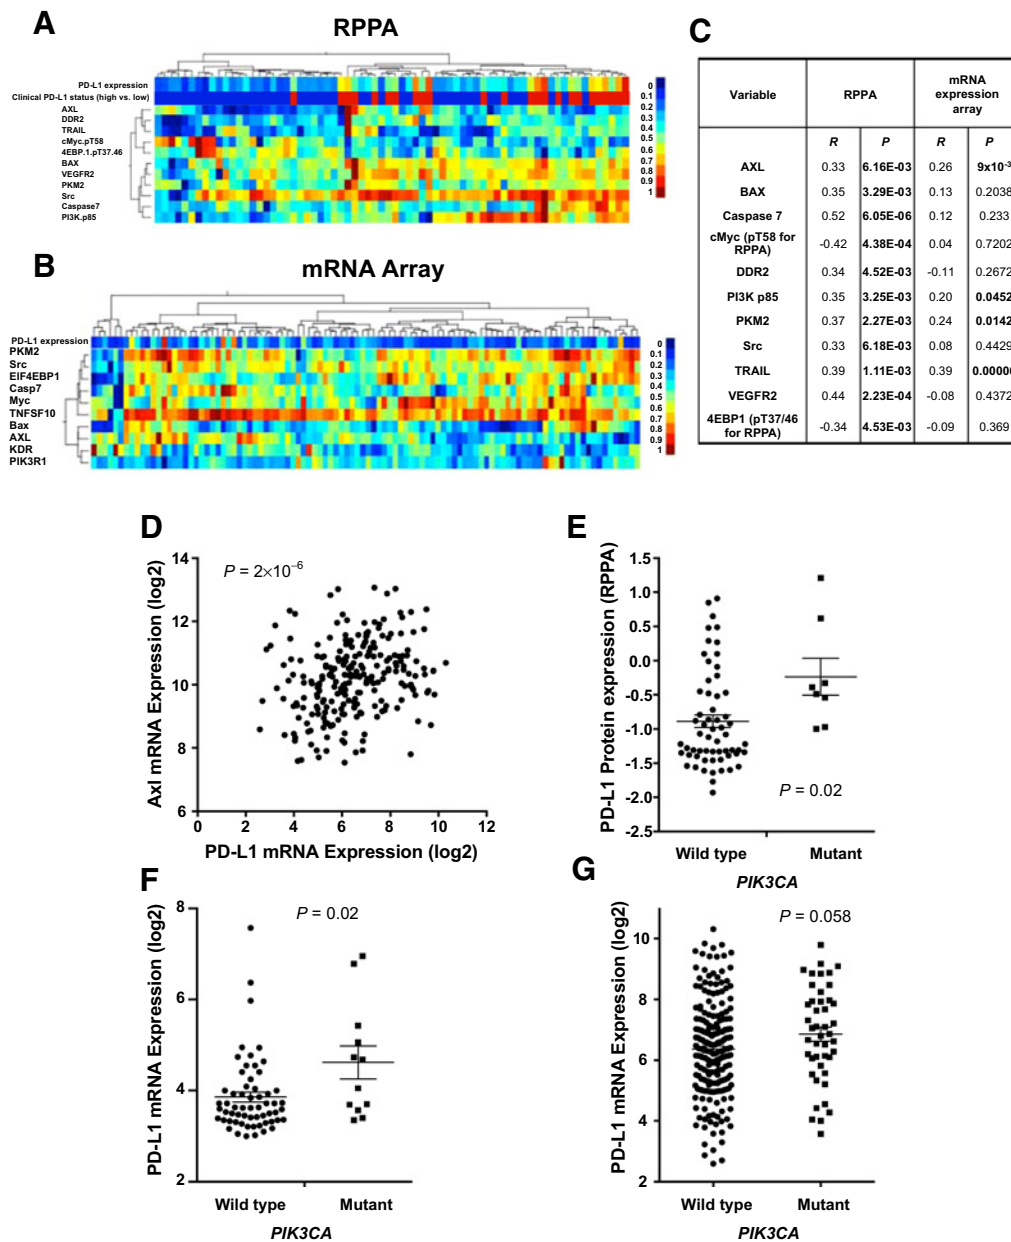 A
RPPA
PD-L1 expression
Clinical PD-L1 status (high vs. low)
AXL
DDR2
TRAIL
cMyc.pT58
4EBP.1.pT37.46
BAX
VEGFR2
PKM2
Src
Caspase7
PI3K.p85
0
0.1
0.2
0.3
0.4
0.5
0.6
0.7
0.8
0.9
1
B
mRNA Array
PD-L1 expression
PKM2
Src
EIF4EBP1
Casp7
Myc
TNFSF10
Bax
AXL
KDR
PIK3R1
0
0.1
0.2
0.3
0.4
0.5
0.6
0.7
0.8
0.9
1
C
Variable RPPA mRNA expression array
R P R P
AXL 0.33 6.16E-03 0.26 9x10-3
BAX 0.35 3.29E-03 0.13 0.2038
Caspase 7 0.52 6.05E-06 0.12 0.233
cMyc (pT58 for RPPA) -0.42 4.38E-04 0.04 0.7202
DDR2 0.34 4.52E-03 -0.11 0.2672
PI3K p85 0.35 3.25E-03 0.20 0.0452
PKM2 0.37 2.27E-03 0.24 0.0142
Src 0.33 6.18E-03 0.08 0.4429
TRAIL 0.39 1.11E-03 0.39
VEGFR2 0.44 2.23E-04 -0.08 0.4372
4EBP1 (pT37/46 for RPPA) -0.34 4.53E-03 -0.09 0.369
D
P = 2×10⁻⁶
Axl mRNA Expression (log2)
14
12
10
8
6
0 2 4 6 8 10 12
PD-L1 mRNA Expression (log2)
E
PD-L1 Protein expression (RPPA)
1.5
1.0
0.5
0.0
-0.5
-1.0
-1.5
-2.0
-2.5
P = 0.02
Wild type Mutant
PIK3CA
F
PD-L1 mRNA Expression (log2)
8
6
4
2
P = 0.02
Wild type Mutant
PIK3CA
G
PD-L1 mRNA Expression (log2)
10
8
6
4
2
P = 0.058
Wild type Mutant
PIK3CA